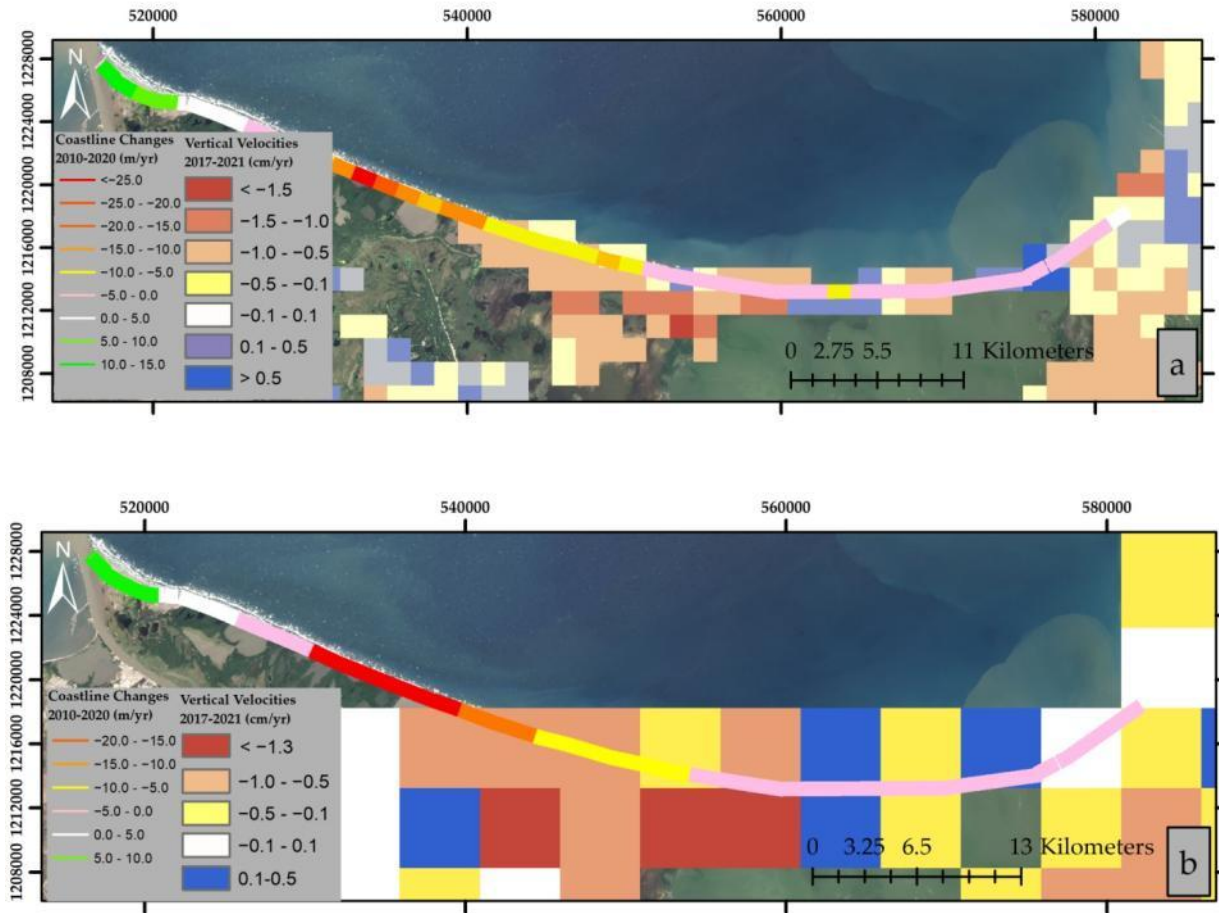 520000 540000 560000 580000
1228000
1224000
1220000
1216000
1212000
1208000
N
Coastline Changes
2010-2020 (m/yr)
<−25.0
−25.0 - −20.0
−20.0 - −15.0
−15.0 - −10.0
−10.0 - −5.0
−5.0 - 0.0
0.0 - 5.0
5.0 - 10.0
10.0 - 15.0
Vertical Velocities
2017-2021 (cm/yr)
< −1.5
−1.5 - −1.0
−1.0 - −0.5
−0.5 - −0.1
−0.1 - 0.1
0.1 - 0.5
> 0.5
0 2.75 5.5 11 Kilometers
a
520000 540000 560000 580000
1228000
1224000
1220000
1216000
1212000
1208000
N
Coastline Changes
2010-2020 (m/yr)
−20.0 - −15.0
−15.0 - −10.0
−10.0 - −5.0
−5.0 - 0.0
0.0 - 5.0
5.0 - 10.0
Vertical Velocities
2017-2021 (cm/yr)
< −1.3
−1.0 - −0.5
−0.5 - −0.1
−0.1 - 0.1
0.1-0.5
0 3.25 6.5 13 Kilometers
b